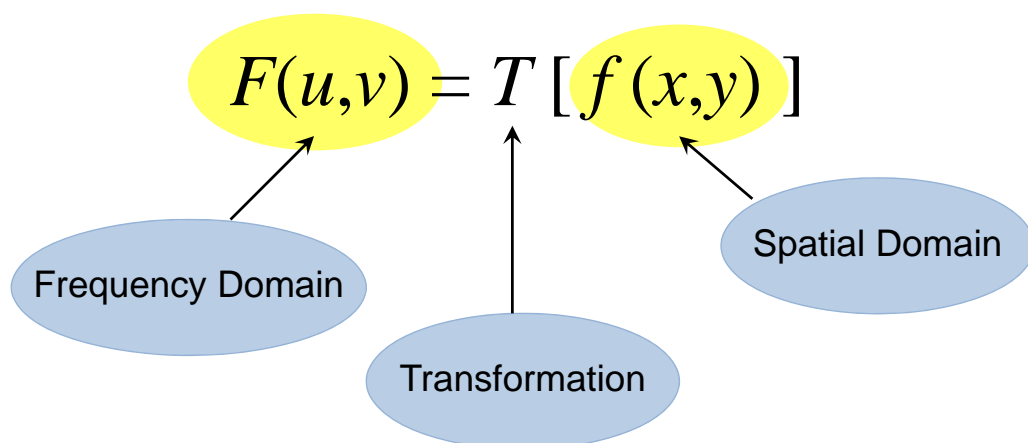 F(u,v) = T [ f (x,y) ]
Spatial Domain
Frequency Domain
Transformation